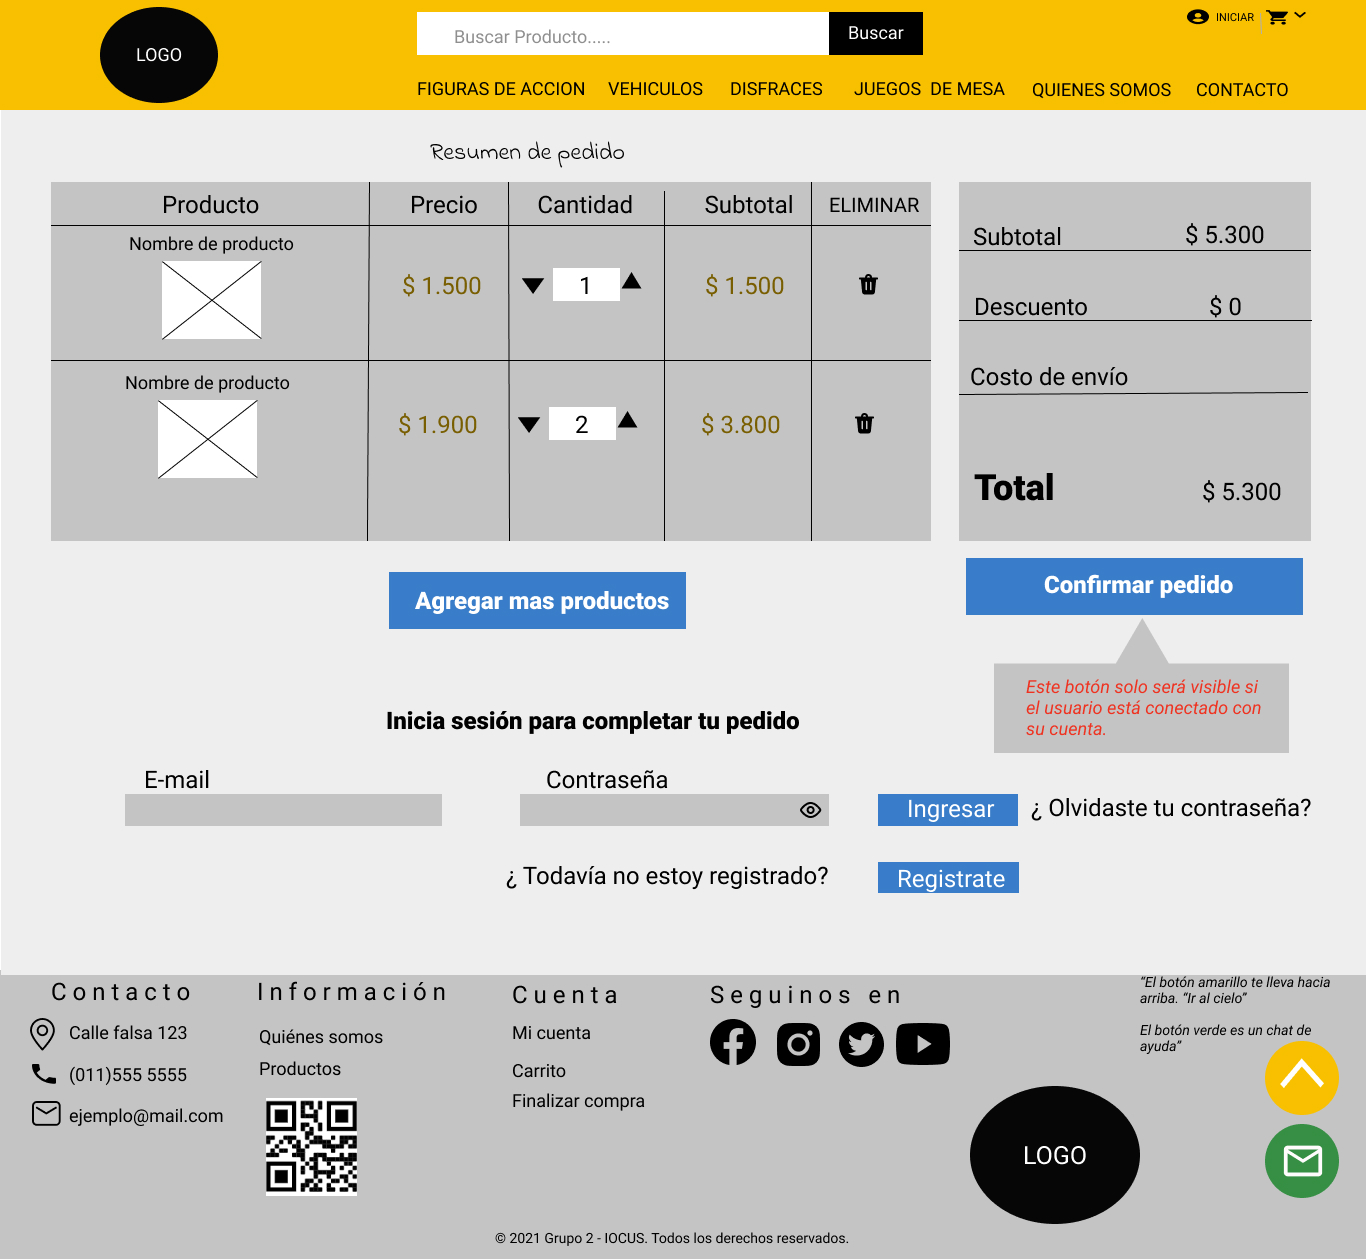 LOGO
Buscar Producto.....
Buscar
INICIAR
FIGURAS DE ACCION
VEHICULOS
DISFRACES
JUEGOS DE MESA
QUIENES SOMOS
CONTACTO
Resumen de pedido
Producto
Precio
Cantidad
Subtotal
ELIMINAR
Nombre de producto
$ 1.500
1
$ 1.500
Nombre de producto
$ 1.900
2
$ 3.800
Subtotal
$ 5.300
Descuento
$ 0
Costo de envío
Total
$ 5.300
Agregar mas productos
Confirmar pedido
Este botón solo será visible si
el usuario está conectado con
su cuenta.
Inicia sesión para completar tu pedido
E-mail
Contraseña
Ingresar
¿ Olvidaste tu contraseña?
¿ Todavía no estoy registrado?
Registrate
Contacto
Calle falsa 123
(011)555 5555
ejemplo@mail.com
Información
Quiénes somos
Productos
Cuenta
Mi cuenta
Carrito
Finalizar compra
Seguinos en
LOGO
“El botón amarillo te lleva hacia
arriba. “Ir al cielo”
El botón verde es un chat de
ayuda”
© 2021 Grupo 2 - IOCUS. Todos los derechos reservados.